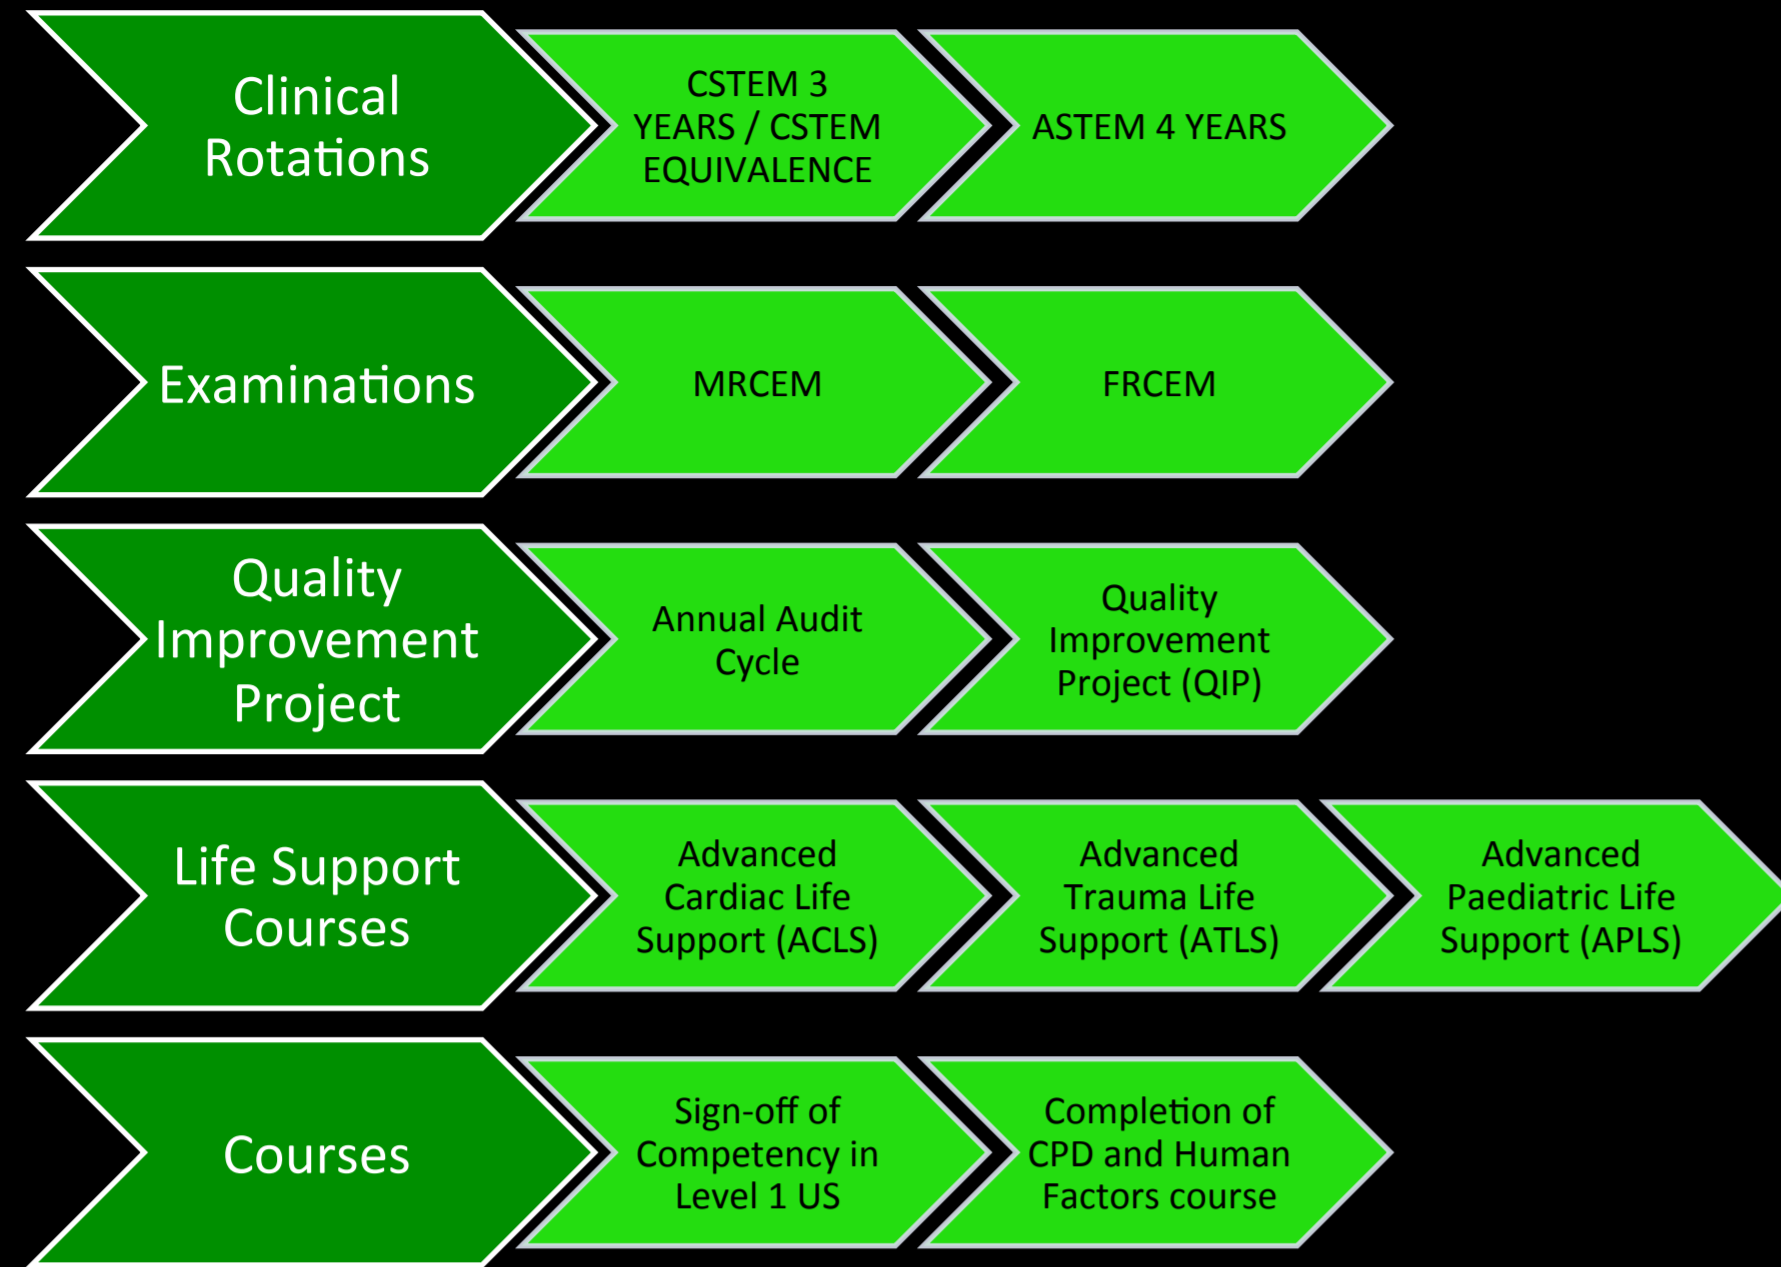 Clinical
Rotations
CSTEM 3
YEARS / CSTEM
EQUIVALENCE
ASTEM 4 YEARS
Examinations
MRCEM
FRCEM
Quality
Improvement
Project
Annual Audit
Cycle
Quality
Improvement
Project (QIP)
Life Support
Courses
Advanced
Cardiac Life
Support (ACLS)
Advanced
Trauma Life
Support (ATLS)
Advanced
Paediatric Life
Support (APLS)
Courses
Sign-off of
Competency in
Level 1 US
Completion of
CPD and Human
Factors course